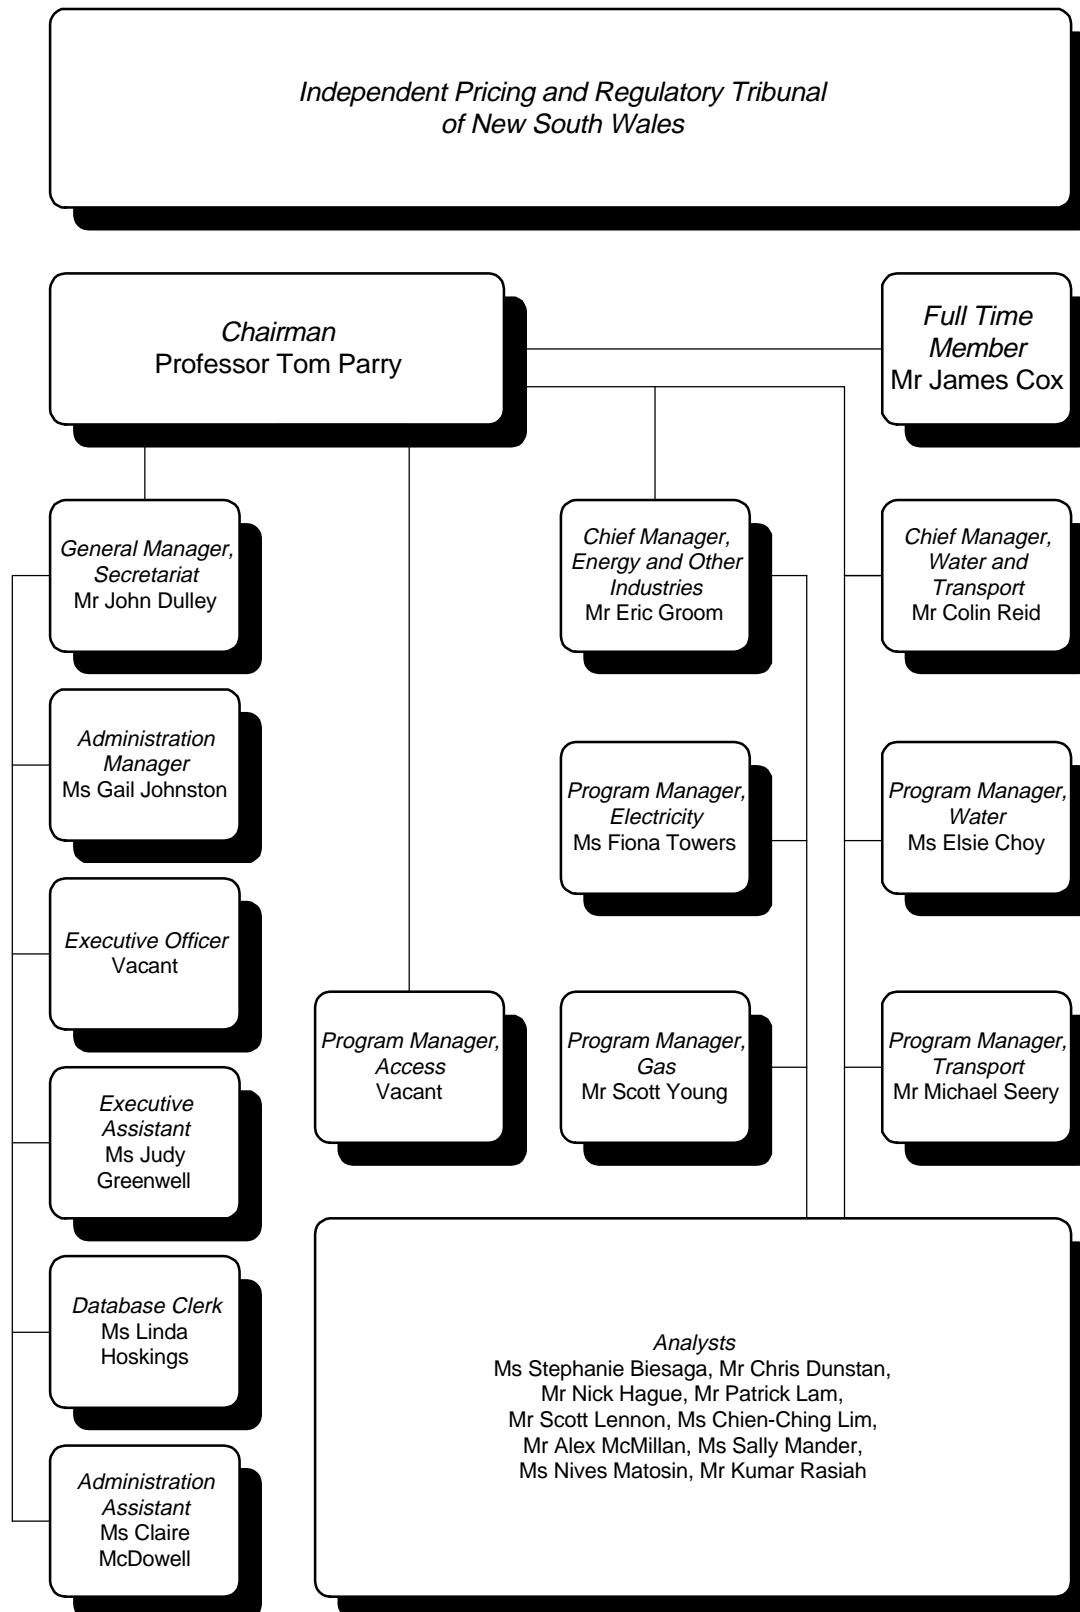 Independent Pricing and Regulatory Tribunal
of New South Wales
Chairman
Professor Tom Parry
Full Time
Member
Mr James Cox
General Manager,
Secretariat
Mr John Dulley
Chief Manager,
Energy and Other
Industries
Mr Eric Groom
Chief Manager,
Water and
Transport
Mr Colin Reid
Administration
Manager
Ms Gail Johnston
Program Manager,
Electricity
Ms Fiona Towers
Program Manager,
Water
Ms Elsie Choy
Executive Officer
Vacant
Program Manager,
Access
Vacant
Program Manager,
Gas
Mr Scott Young
Program Manager,
Transport
Mr Michael Seery
Executive
Assistant
Ms Judy
Greenwell
Database Clerk
Ms Linda
Hoskings
Analysts
Ms Stephanie Biesaga, Mr Chris Dunstan,
Mr Nick Hague, Mr Patrick Lam,
Mr Scott Lennon, Ms Chien-Ching Lim,
Mr Alex McMillan, Ms Sally Mander,
Ms Nives Matosin, Mr Kumar Rasiah
Administration
Assistant
Ms Claire
McDowell